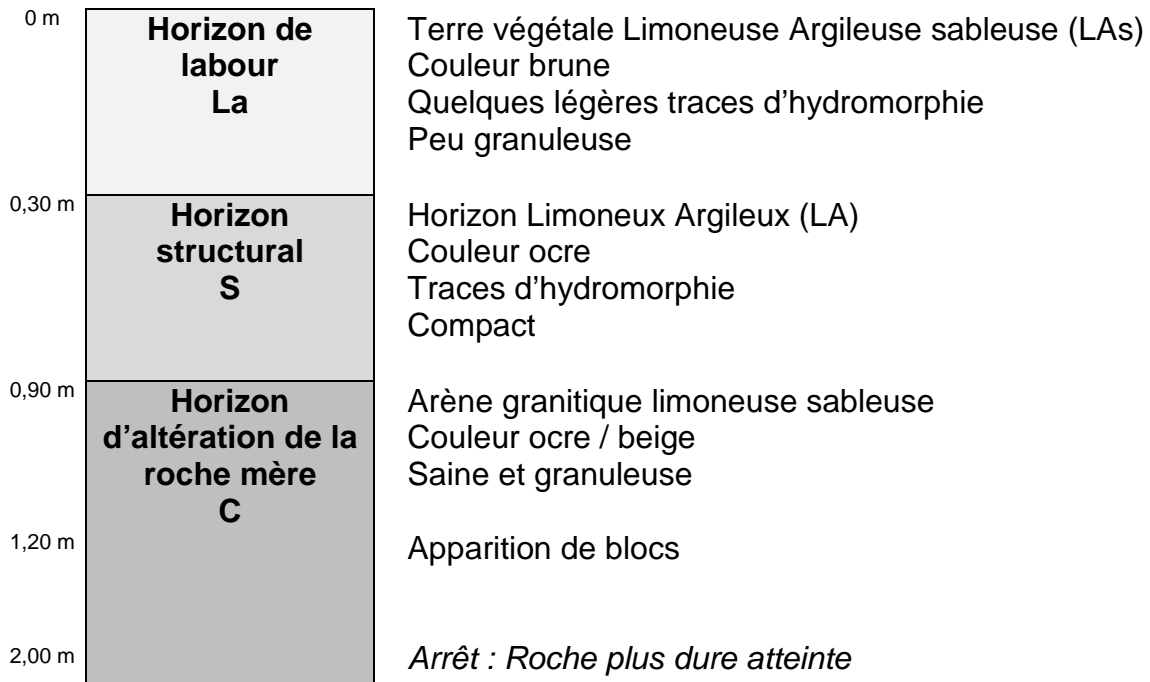 0 m
Horizon de
labour
La
Terre végétale Limoneuse Argileuse sableuse (LAs)
Couleur brune
Quelques légères traces d'hydromorphie
Peu granuleuse
0,30 m
Horizon
structural
S
Horizon Limoneux Argileux (LA)
Couleur ocre
Traces d'hydromorphie
Compact
0,90 m
Horizon
d'altération de la
roche mère
C
Arène granitique limoneuse sableuse
Couleur ocre / beige
Saine et granuleuse
1,20 m
Apparition de blocs
2,00 m
Arrêt : Roche plus dure atteinte